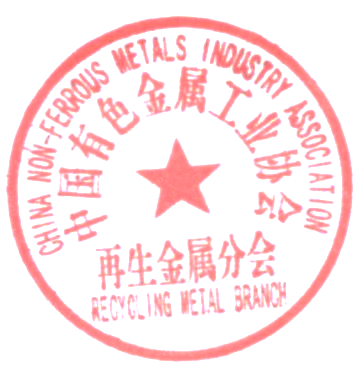 CHINA NON-FERROUS METALS INDUSTRY ASSOCIATION
中国有色金属工业协会
再生金属分会
RECYCLING METAL BRANCH